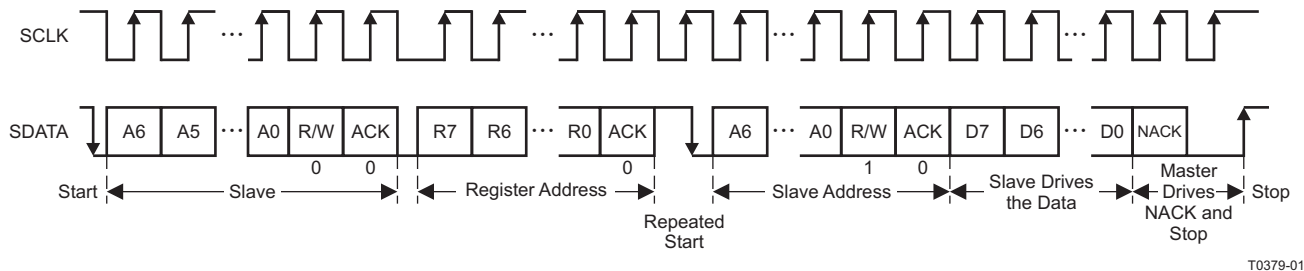 SCLK ... ... ... ...
SDATA A6 A5 ... A0 R/W ACK R7 R6 ... R0 ACK A6 ... A0 R/W ACK D7 D6 ... D0 NACK
0 0 0 1 0
Start Slave Register Address Slave Address Slave Drives the Data Master Drives NACK and Stop Stop
Repeated Start
T0379-01